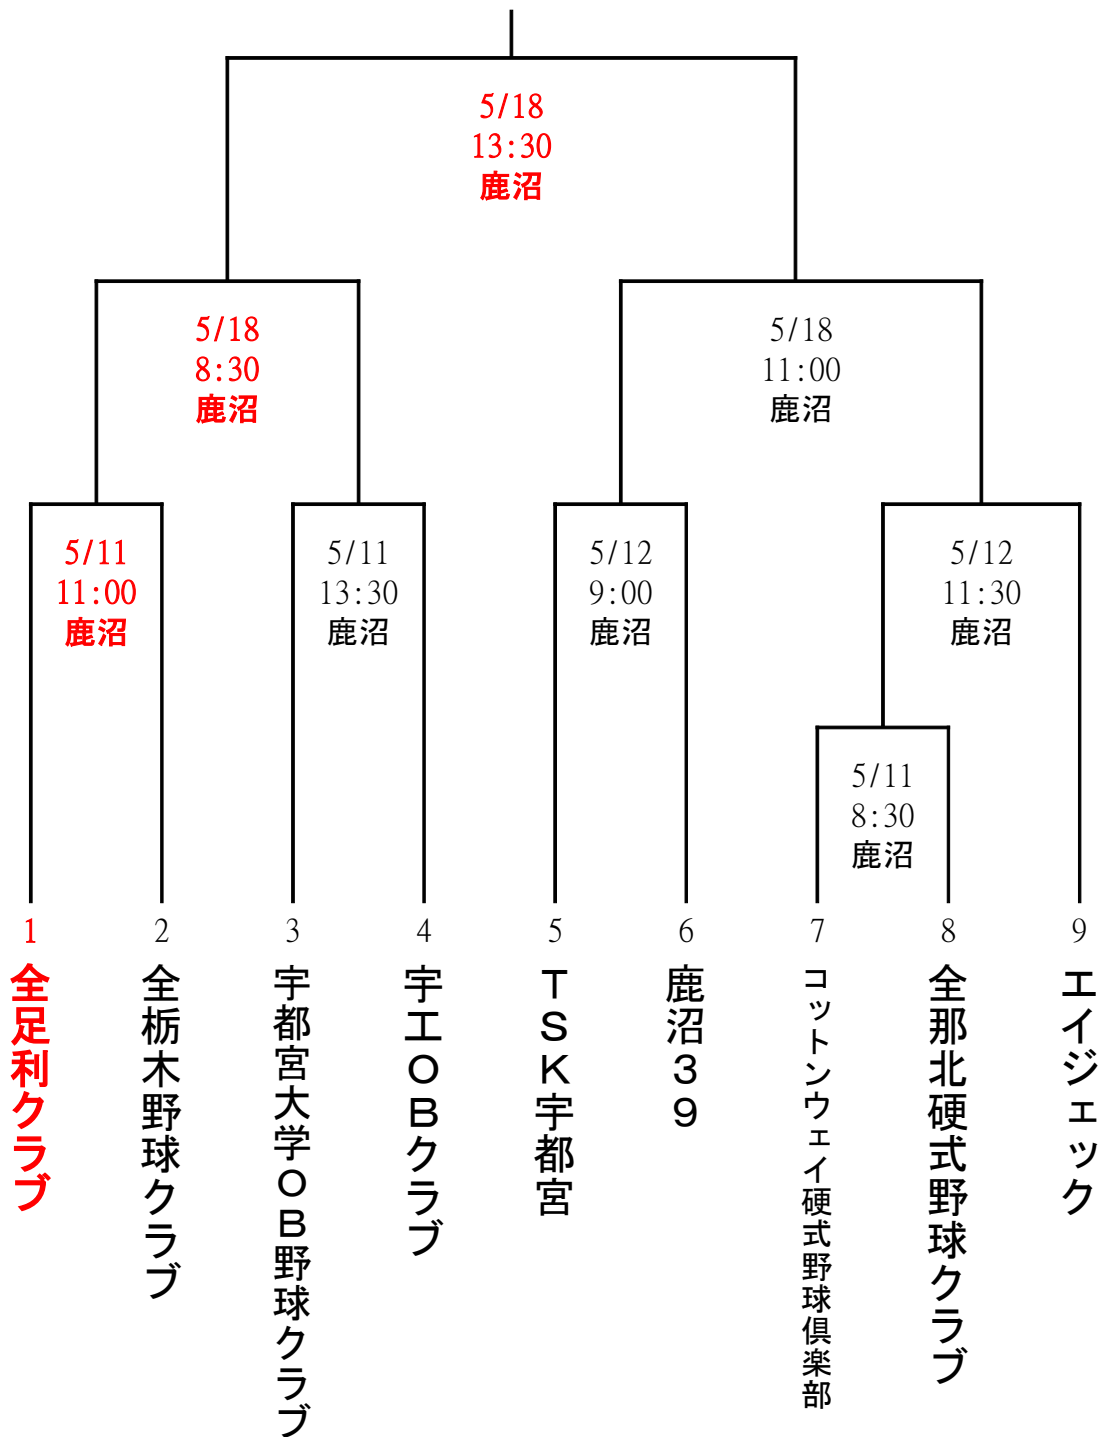 5/18
13:30
鹿沼
5/18
8:30
鹿沼
5/18
11:00
鹿沼
5/11
11:00
鹿沼
5/11
13:30
鹿沼
5/12
9:00
鹿沼
5/12
11:30
鹿沼
5/11
8:30
鹿沼
1
全足利クラブ
2
全栃木野球クラブ
3
宇都宮大学ＯＢ野球クラブ
4
宇工ＯＢクラブ
5
ＴＳＫ宇都宮
6
鹿沼３９
7
コットンウェイ硬式野球倶楽部
8
全那北硬式野球クラブ
9
エイジェック